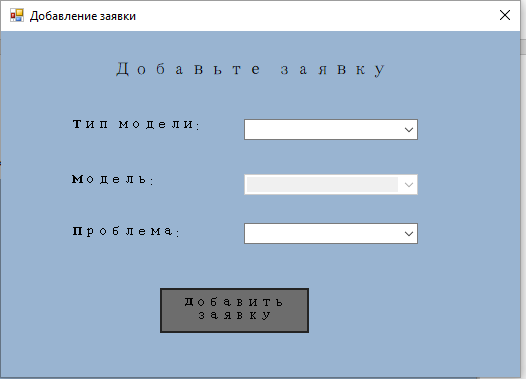 Добавление заявки
Добавьте заявку
Тип модели:
Модель:
Проблема:
Добавить
заявку